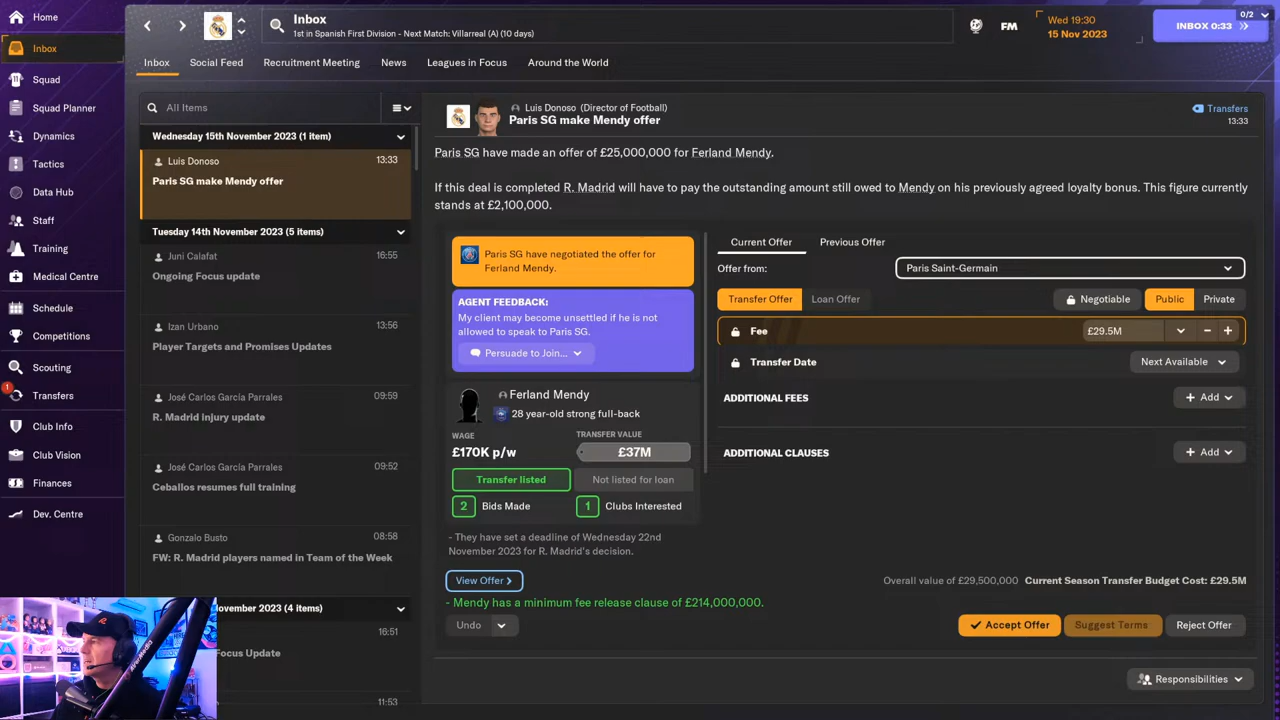 Home
Inbox
Squad
Squad Planner
Dynamics
Tactics
Data Hub
Staff
Training
Medical Centre
Schedule
Competitions
Scouting
1
Transfers
Club Info
Club Vision
Finances
Dev. Centre
Inbox
1st in Spanish First Division - Next Match: Villarreal (A) (10 days)
FM
Wed 19:30
15 Nov 2023
0/2
INBOX 0:33
Inbox
Social Feed
Recruitment Meeting
News
Leagues in Focus
Around the World
All Items
Wednesday 15th November 2023 (1 item)
Luis Donoso
13:33
Paris SG make Mendy offer
Tuesday 14th November 2023 (5 items)
Juni Calafat
16:55
Ongoing Focus update
Izan Urbano
13:56
Player Targets and Promises Updates
José Carlos García Parrales
09:59
R. Madrid injury update
José Carlos García Parrales
09:52
Ceballos resumes full training
Gonzalo Busto
08:58
FW: R. Madrid players named in Team of the Week
ovember 2023 (4 items)
16:51
Focus Update
11:53
Luis Donoso (Director of Football)
Paris SG make Mendy offer
Transfers
13:33
Paris SG have made an offer of £25,000,000 for Ferland Mendy.
If this deal is completed R. Madrid will have to pay the outstanding amount still owed to Mendy on his previously agreed loyalty bonus. This figure currently
stands at £2,100,000.
Paris SG have negotiated the offer for
Ferland Mendy.
AGENT FEEDBACK:
My client may become unsettled if he is not
allowed to speak to Paris SG.
Persuade to Join...
Ferland Mendy
28 year-old strong full-back
WAGE
£170K p/w
TRANSFER VALUE
£37M
Transfer listed
Not listed for loan
2 Bids Made
1 Clubs Interested
- They have set a deadline of Wednesday 22nd
November 2023 for R. Madrid's decision.
View Offer
- Mendy has a minimum fee release clause of £214,000,000.
Undo
Current Offer
Previous Offer
Offer from:
Paris Saint-Germain
Transfer Offer
Loan Offer
Negotiable
Public
Private
Fee
£29.5M
Transfer Date
Next Available
ADDITIONAL FEES
Add
ADDITIONAL CLAUSES
Add
Overall value of £29,500,000
Current Season Transfer Budget Cost: £29.5M
Accept Offer
Suggest Terms
Reject Offer
Responsibilities